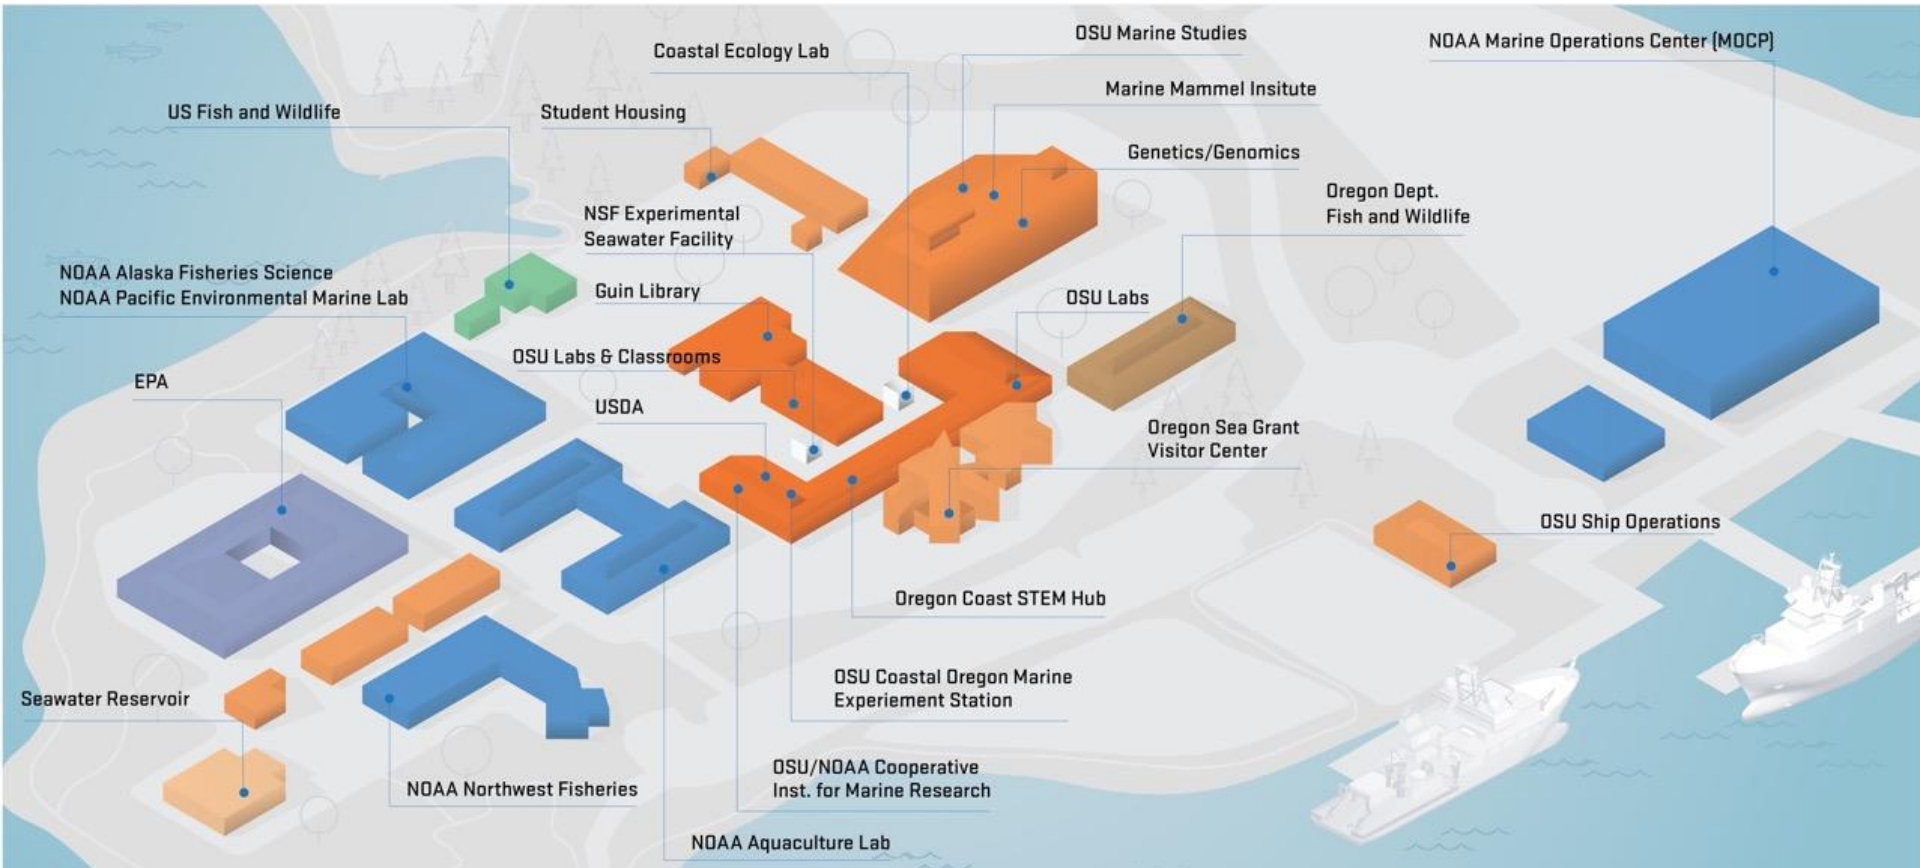 OSU Marine Studies
NOAA Marine Operations Center (MOCP)
Coastal Ecology Lab
Marine Mammel Insitute
US Fish and Wildlife
Student Housing
Genetics/Genomics
Oregon Dept.
Fish and Wildlife
NSF Experimental
Seawater Facility
NOAA Alaska Fisheries Science
NOAA Pacific Environmental Marine Lab
Guin Library
OSU Labs
OSU Labs & Classrooms
EPA
USDA
Oregon Sea Grant
Visitor Center
OSU Ship Operations
Oregon Coast STEM Hub
OSU Coastal Oregon Marine
Experiement Station
Seawater Reservoir
OSU/NOAA Cooperative
Inst. for Marine Research
NOAA Northwest Fisheries
NOAA Aquaculture Lab